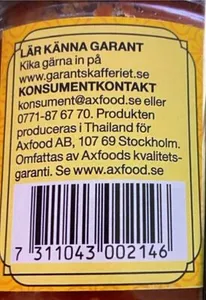 LÄR KÄNNA GARANT
Kika gärna in på
www.garantskafferiet.se
KONSUMENTKONTAKT
konsument@axfood.se eller
0771-87 67 70. Produkten
produceras i Thailand för
Axfood AB, 107 69 Stockholm.
Omfattas av Axfoods kvalitets-
garanti. Se www.axfood.se
7 311043 002146